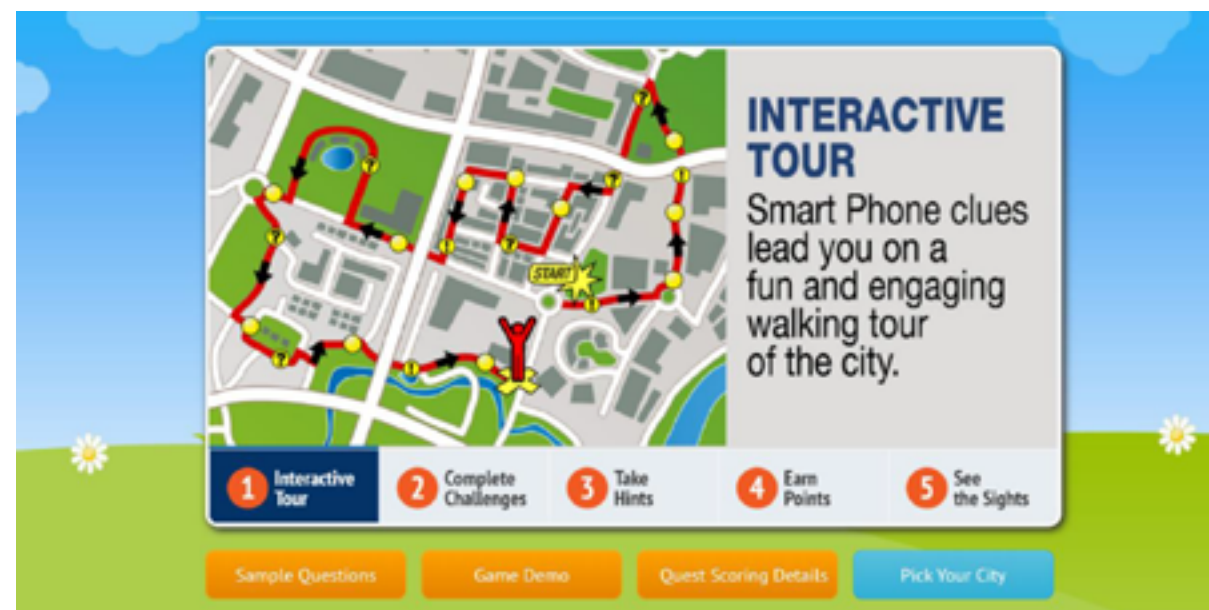 INTERACTIVE
TOUR
Smart Phone clues
lead you on a
fun and engaging
walking tour
of the city.
START
1 Interactive
Tour
2 Complete
Challenges
3 Take
Hints
4 Earn
Points
5 See
the Sights
Sample Questions
Game Demo
Quest Scoring Details
Pick Your City